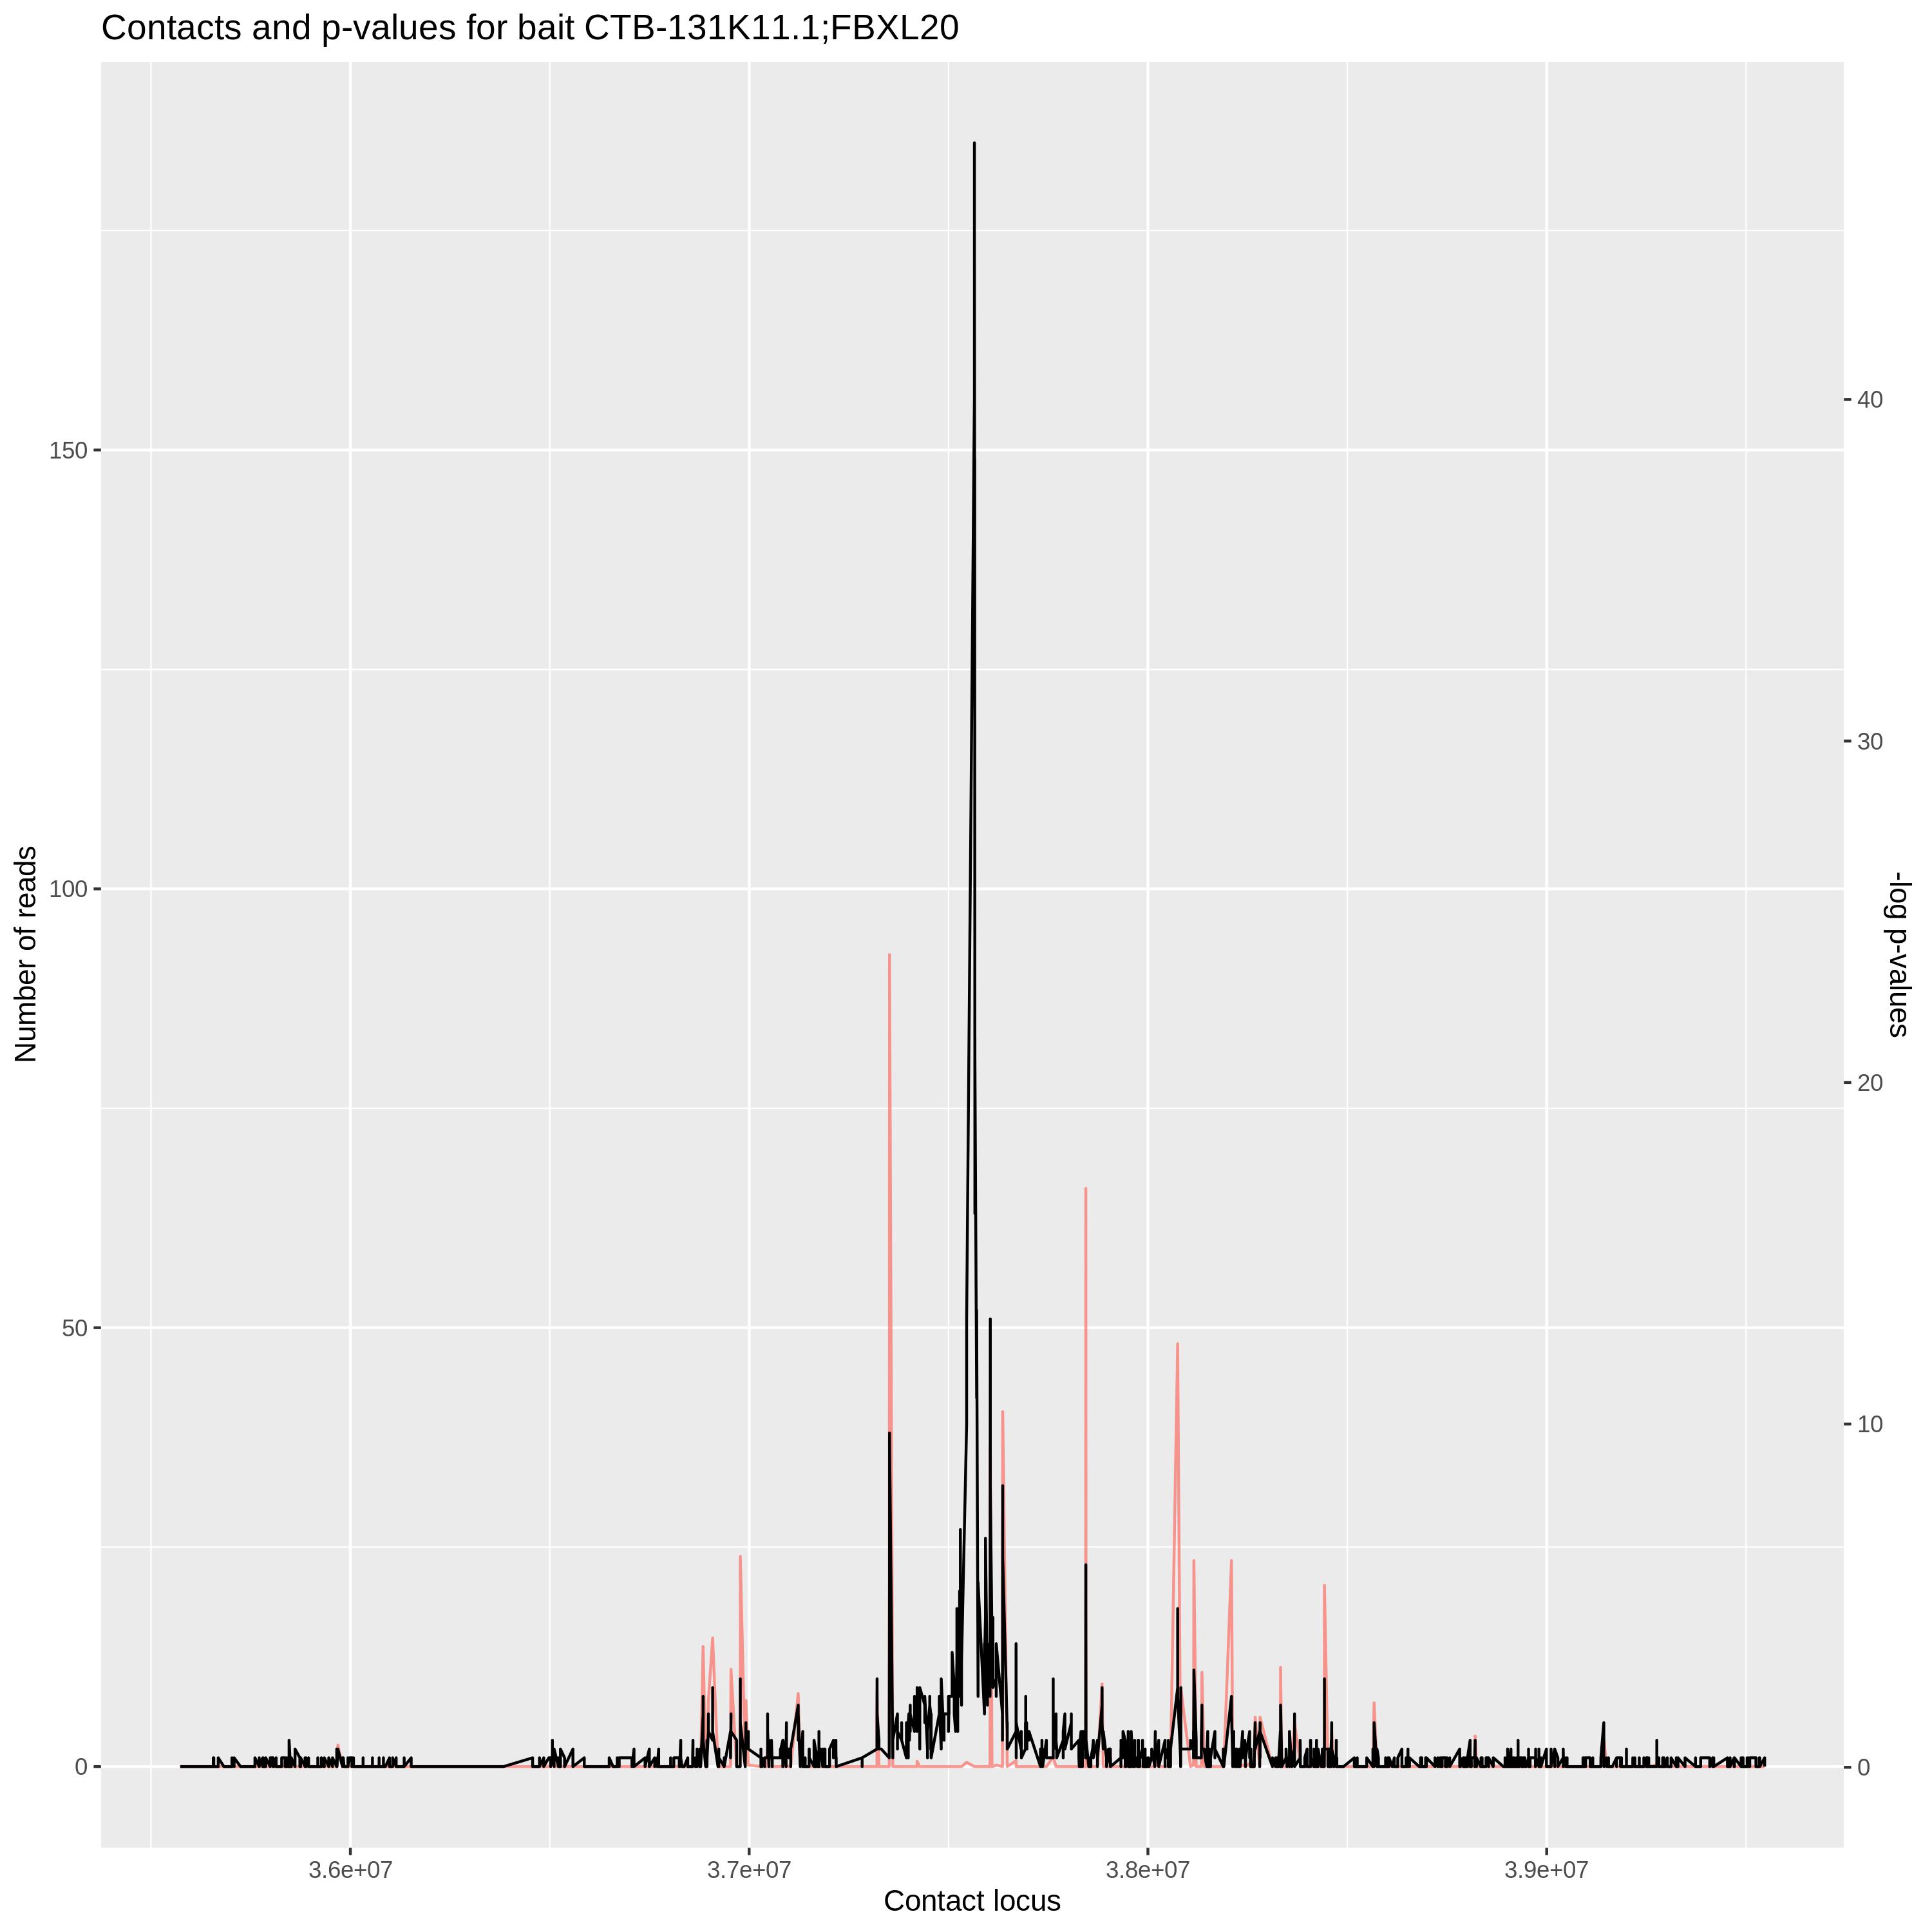 Contacts and p-values for bait CTB-131K11.1;FBXL20
150
100
50
0
Number of reads
40
30
20
10
0
-log p-values
3.6e+07
3.7e+07
3.8e+07
3.9e+07
Contact locus